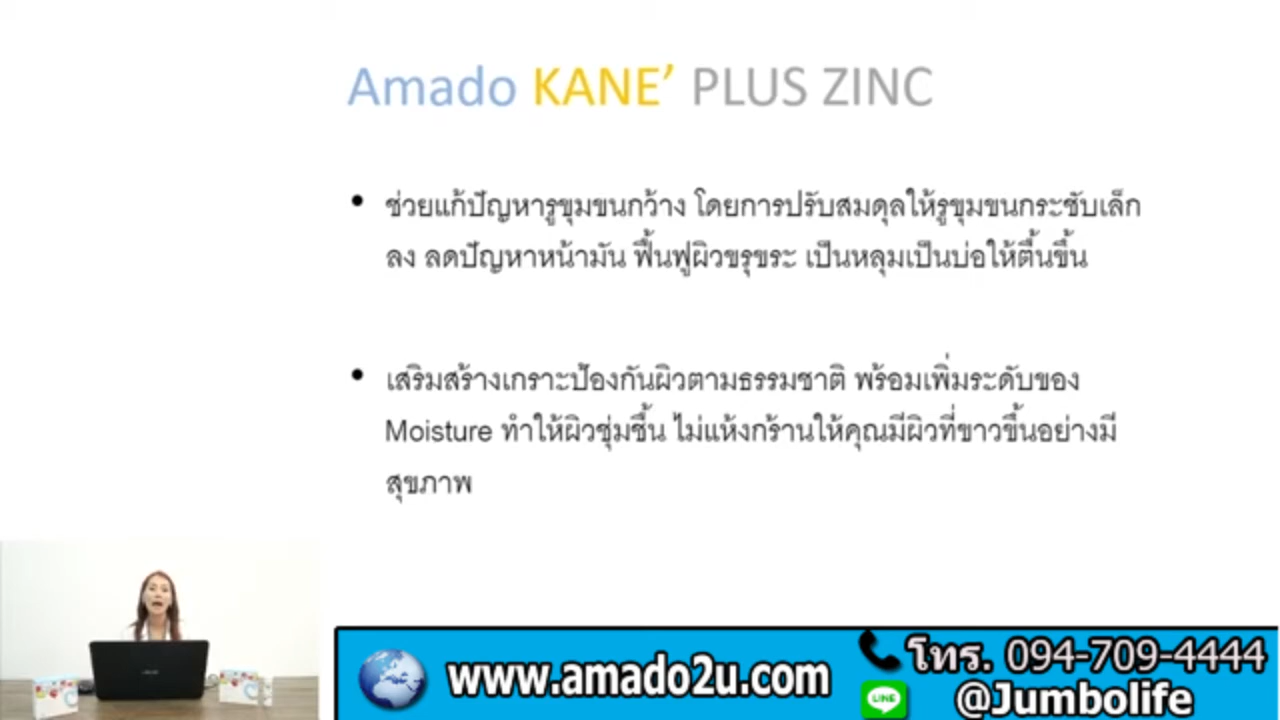 Amado KANE’ PLUS ZINC
• ช่วยแก้ปัญหารูขุมขนกว้าง โดยการปรับสมดุลให้รูขุมขนกระชับเล็ก
ลง ลดปัญหาหน้ามัน ฟื้นฟูผิวขรุขระ เป็นหลุมเป็นบ่อให้ตื้นขึ้น
• เสริมสร้างเกราะป้องกันผิวตามธรรมชาติ พร้อมเพิ่มระดับของ
Moisture ทำให้ผิวชุ่มชื้น ไม่แห้งกร้านให้คุณมีผิวที่ขาวขึ้นอย่างมี
สุขภาพ
www.amado2u.com
โทร. 094-709-4444
LINE @Jumbolife